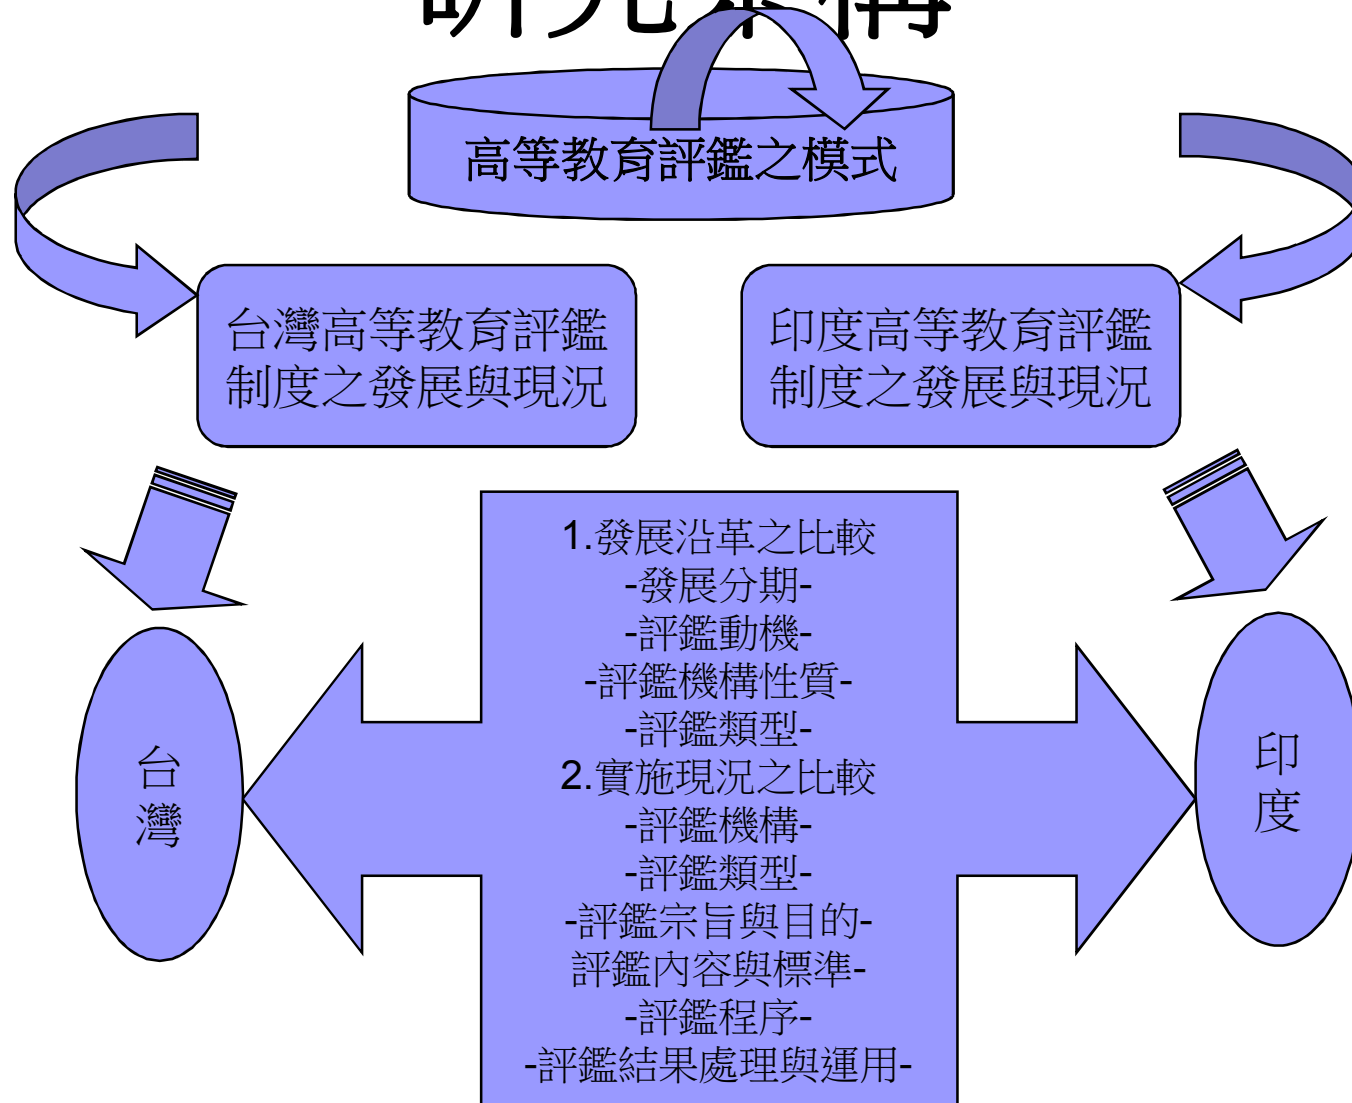 研究架構
高等教育評鑑之模式
台灣高等教育評鑑
制度之發展與現況
印度高等教育評鑑
制度之發展與現況
1.發展沿革之比較
-發展分期-
-評鑑動機-
-評鑑機構性質-
-評鑑類型-
2.實施現況之比較
-評鑑機構-
-評鑑類型-
-評鑑宗旨與目的-
評鑑內容與標準-
-評鑑程序-
-評鑑結果處理與運用-
台
灣
印
度